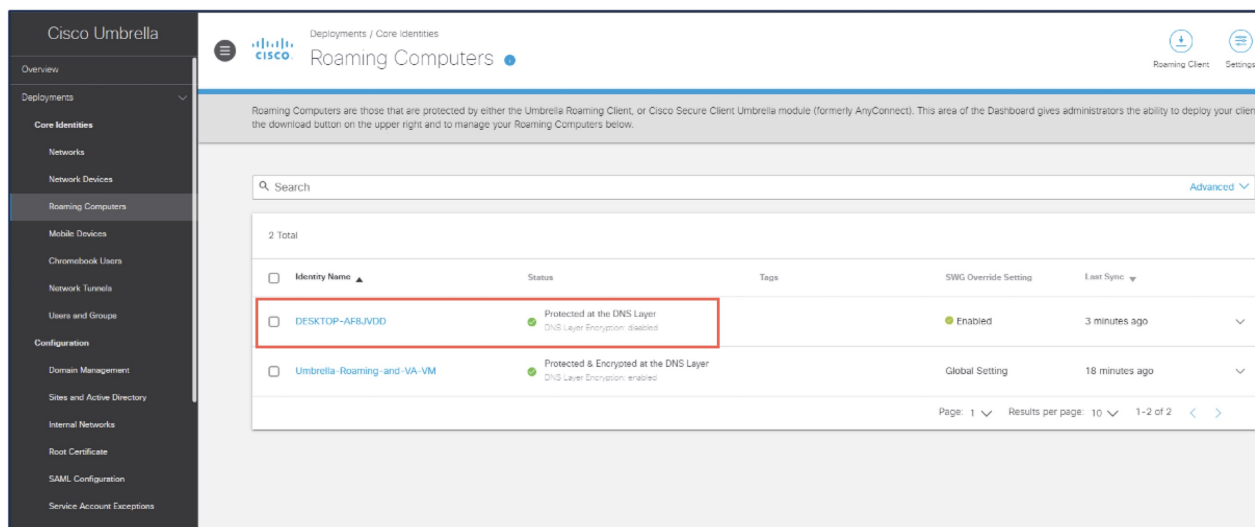 Cisco Umbrella
Overview
Deployments
Core Identities
Networks
Network Devices
Roaming Computers
Mobile Devices
Chromebook Users
Network Tunnels
Users and Groups
Configuration
Domain Management
Sites and Active Directory
Internal Networks
Root Certificate
SAML Configuration
Service Account Exceptions
CISCO
Deployments / Core Identities
Roaming Computers
Roaming Client
Settings
Roaming Computers are those that are protected by either the Umbrella Roaming Client, or Cisco Secure Client Umbrella module (formerly AnyConnect). This area of the Dashboard gives administrators the ability to deploy your clien
the download button on the upper right and to manage your Roaming Computers below.
Search
Advanced
2 Total
Identity Name Status Tags SWG Override Setting Last Sync
DESKTOP-AF8JVDD Protected at the DNS Layer Enabled 3 minutes ago
DNS Layer Encryption: disabled
Umbrella-Roaming-and-VA-VM Protected & Encrypted at the DNS Layer Global Setting 18 minutes ago
DNS Layer Encryption: enabled
Page: 1 Results per page: 10 1-2 of 2